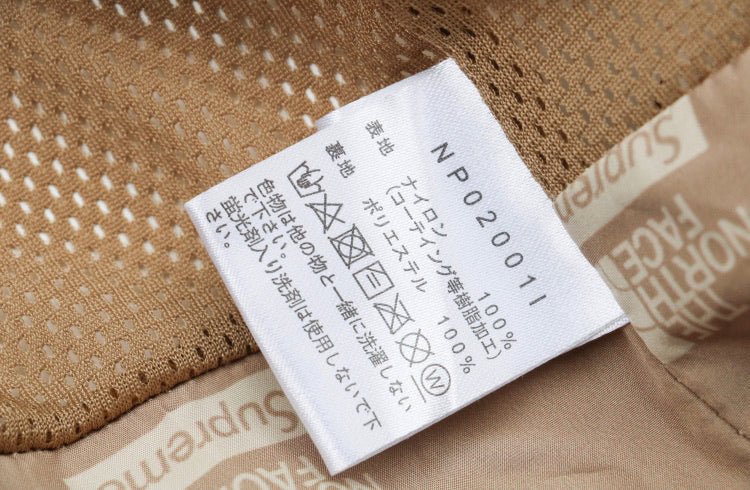 NP02001I
表地 ナイロン 100%
(コーティング等樹脂加工)
裏地 ポリエステル 100%
W
色物は他の物と一緒に洗濯しない
で下さい。
蛍光剤入り洗剤は使用しないで下
さい。
Supreme
THE
NORTH
FACE
Supreme
NORTH
FACE